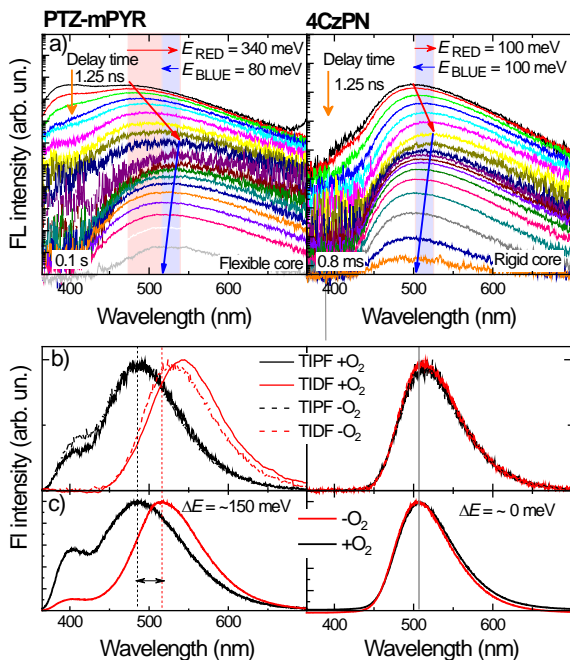 PTZ-mPYR
4CzPN
a)
Delay time
1.25 ns
E RED = 340 meV
E BLUE = 80 meV
0.1 s
Flexible core
Delay time
1.25 ns
E RED = 100 meV
E BLUE = 100 meV
0.8 ms
Rigid core
FL intensity (arb. un.)
FL intensity (arb. un.)
400 500 600
400 500 600
Wavelength (nm)
Wavelength (nm)
b)
TIPF +O₂
TIDF +O₂
TIPF -O₂
TIDF -O₂
c)
ΔE = ~150 meV
-O₂
+O₂
ΔE = ~ 0 meV
Fl intensity (arb. un.)
400 500 600
400 500 600
Wavelength (nm)
Wavelength (nm)